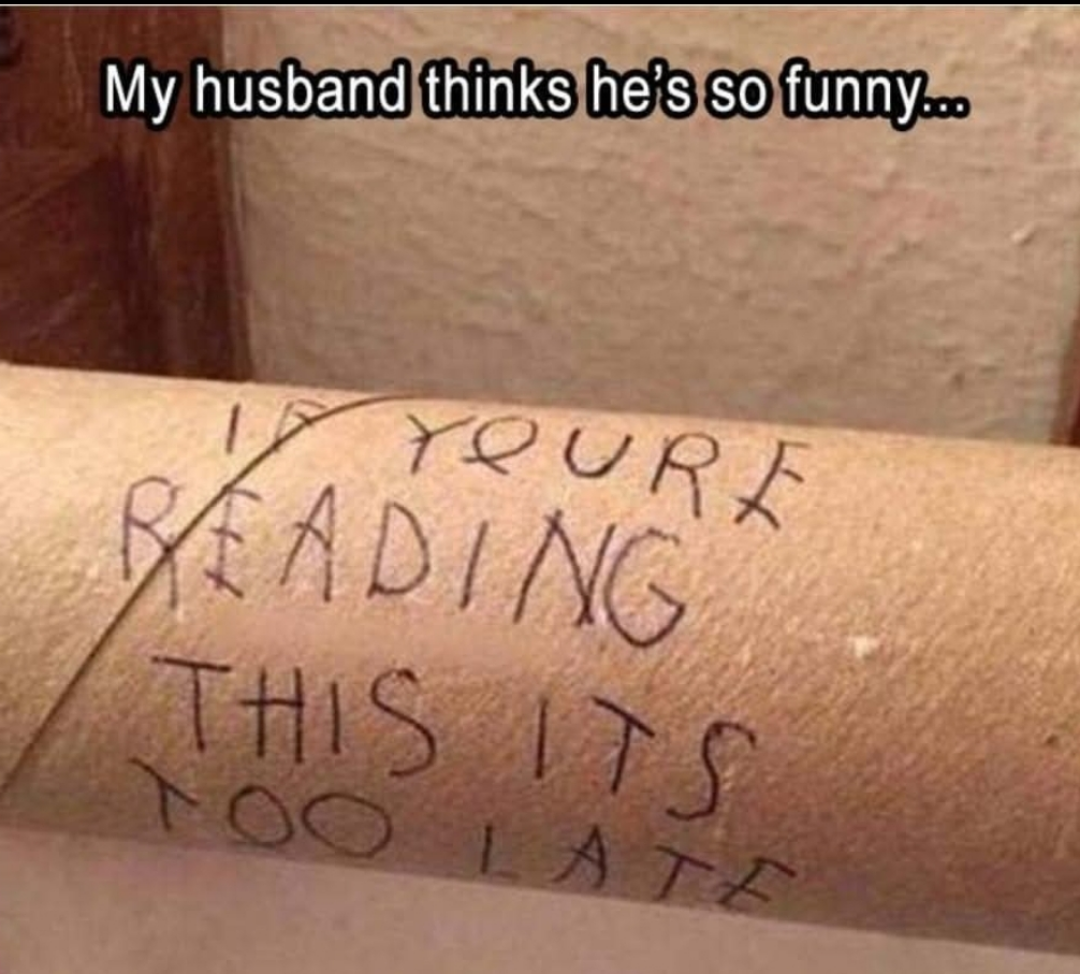 My husband thinks he's so funny...
IF YOURE
READING
THIS ITS
TOO LATE